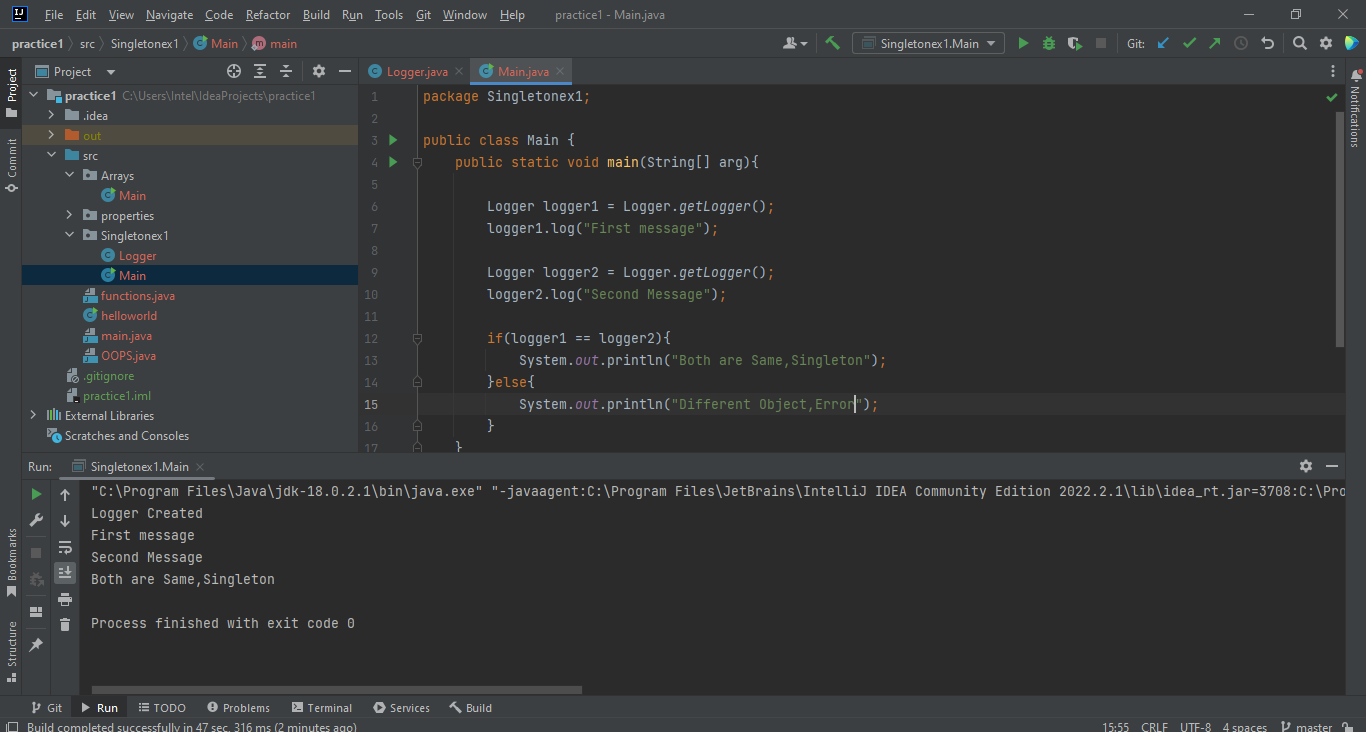 File Edit View Navigate Code Refactor Build Run Tools Git Window Help practice1 - Main.java
practice1 src Singletonex1 Main main Singletonex1.Main Git:
Project
Logger.java Main.java
practice1 C:\Users\Intel\IdeaProjects\practice1
.idea
out
src
Arrays
Main
properties
Singletonex1
Logger
Main
functions.java
helloworld
main.java
OOPS.java
.gitignore
practice1.iml
External Libraries
Scratches and Consoles
1 package Singletonex1;
2
3 public class Main {
4 public static void main(String[] arg){
5
6 Logger logger1 = Logger.getLogger();
7 logger1.log("First message");
8
9 Logger logger2 = Logger.getLogger();
10 logger2.log("Second Message");
11
12 if(logger1 == logger2){
13 System.out.println("Both are Same,Singleton");
14 }else{
15 System.out.println("Different Object,Error");
16 }
17 }
Project
Commit
Bookmarks
Structure
Notifications
Run: Singletonex1.Main
"C:\Program Files\Java\jdk-18.0.2.1\bin\java.exe" "-javaagent:C:\Program Files\JetBrains\IntelliJ IDEA Community Edition 2022.2.1\lib\idea_rt.jar=3708:C:\Pro
Logger Created
First message
Second Message
Both are Same,Singleton
Process finished with exit code 0
Git Run TODO Problems Terminal Services Build
Build completed successfully in 47 sec, 316 ms (2 minutes ago) 15:55 CRLF UTF-8 4 spaces master